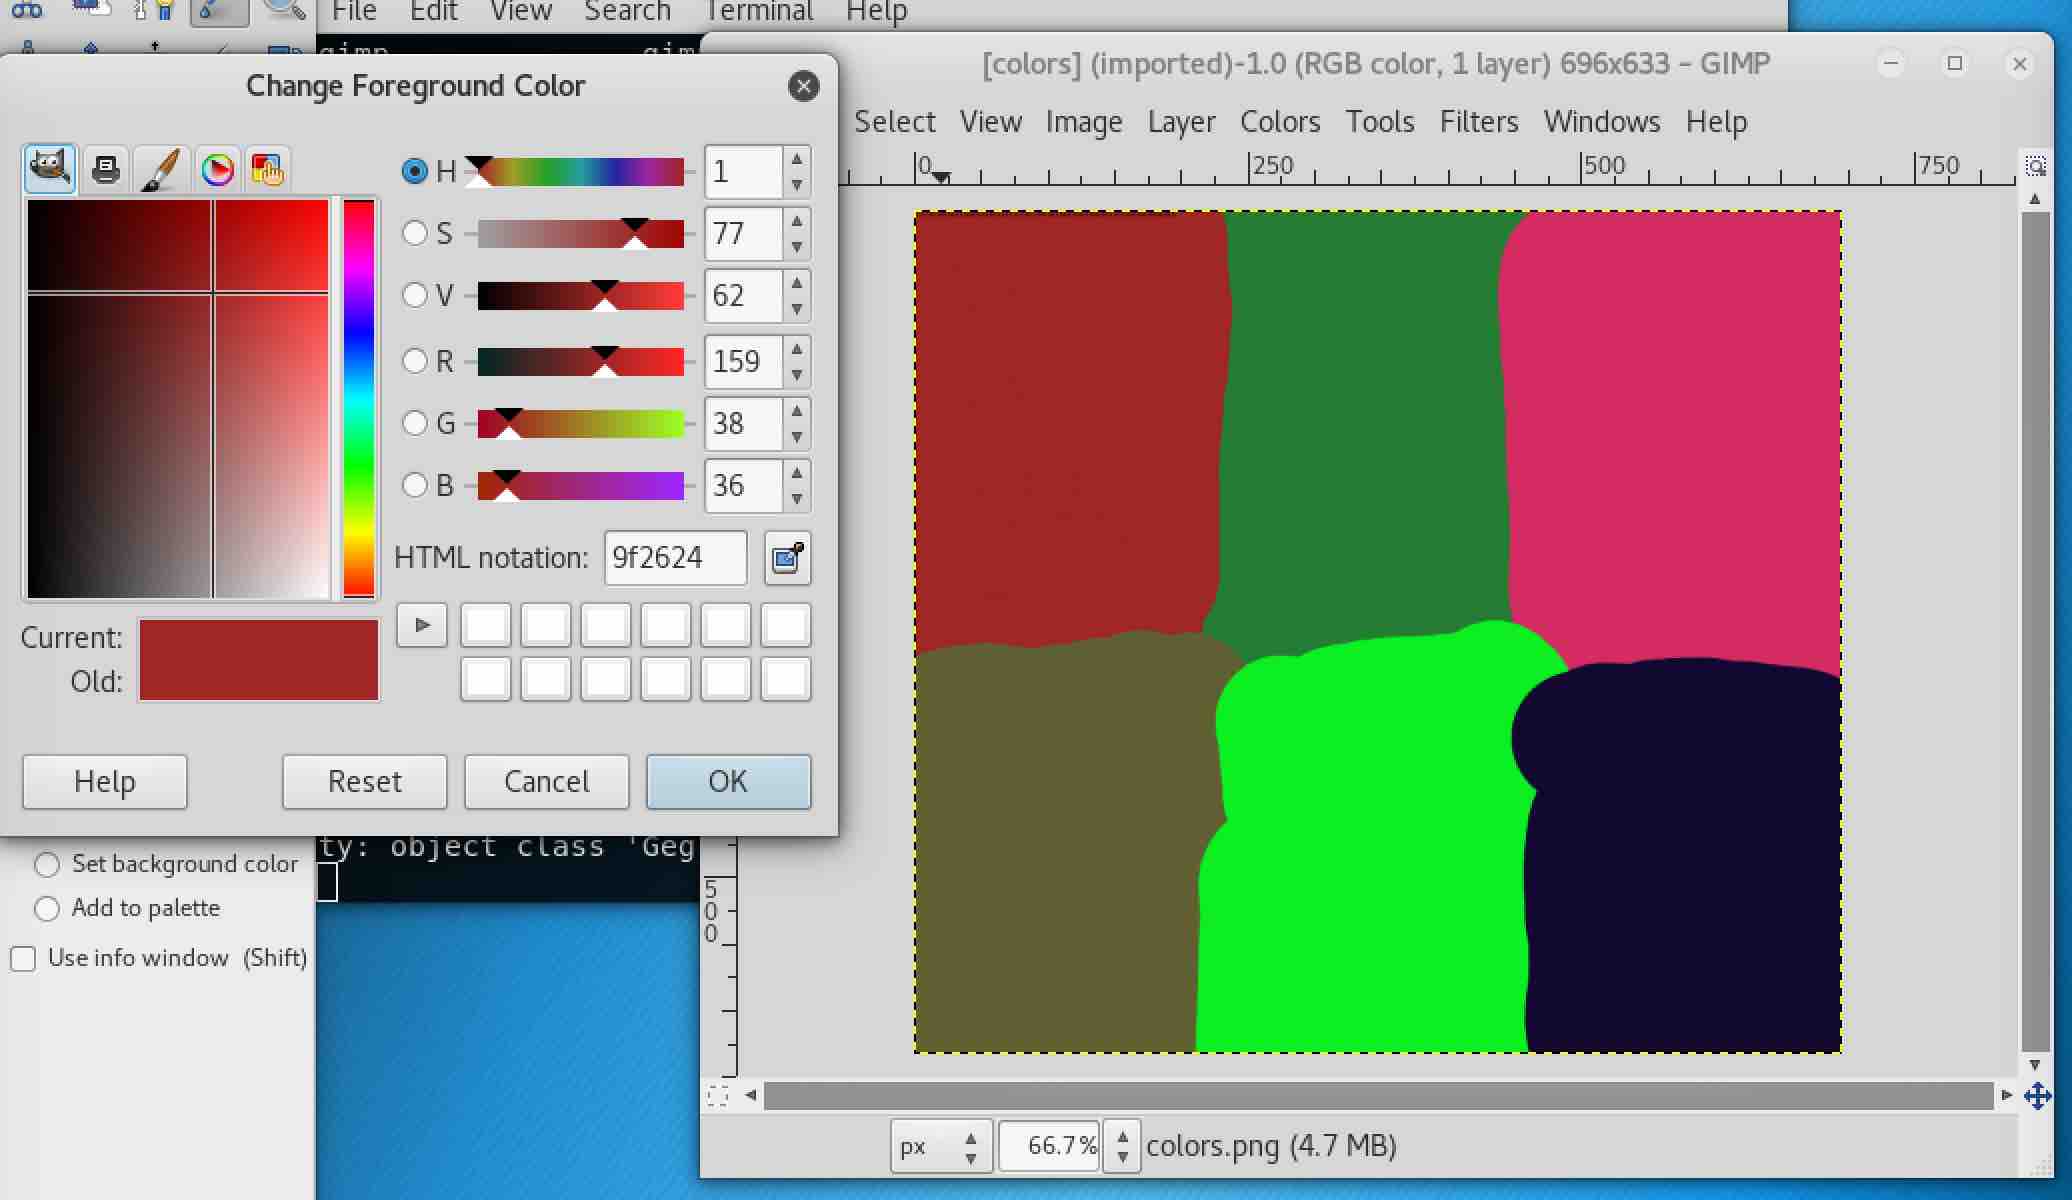 File Edit View Search Terminal Help
gimp gim
Change Foreground Color
[colors] (imported)-1.0 (RGB color, 1 layer) 696x633 – GIMP
Select View Image Layer Colors Tools Filters Windows Help
0 250 500 750
H 1
S 77
V 62
R 159
G 38
B 36
HTML notation: 9f2624
Current:
Old:
Help Reset Cancel OK
ty: object class 'Geg
Set background color
Add to palette
Use info window (Shift)
500
px 66.7% colors.png (4.7 MB)